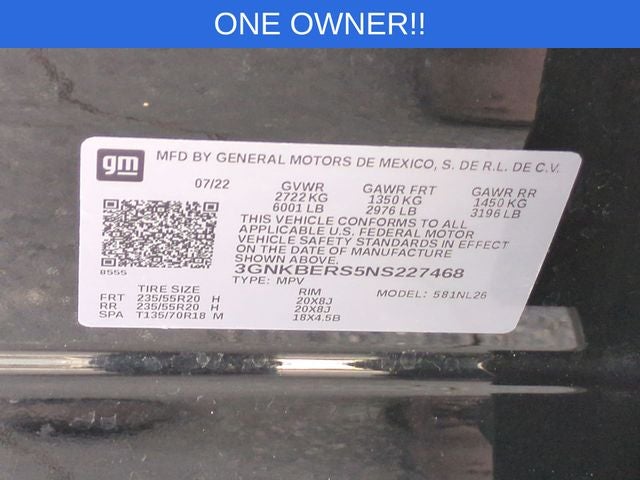 ONE OWNER!!
gm
MFD BY GENERAL MOTORS DE MEXICO, S. DE R.L. DE C.V.
07/22 GVWR GAWR FRT GAWR RR
2722 KG 1350 KG 1450 KG
6001 LB 2976 LB 3196 LB
THIS VEHICLE CONFORMS TO ALL
APPLICABLE U.S. FEDERAL MOTOR
VEHICLE SAFETY STANDARDS IN EFFECT
ON THE DATE OF MANUFACTURE
SHOWN ABOVE.
3GNKBERS5NS227468
8555
TYPE: MPV
TIRE SIZE RIM MODEL: 581NL26
FRT 235/55R20 H 20X8J
RR 235/55R20 H 20X8J
SPA T135/70R18 M 18X4.5B